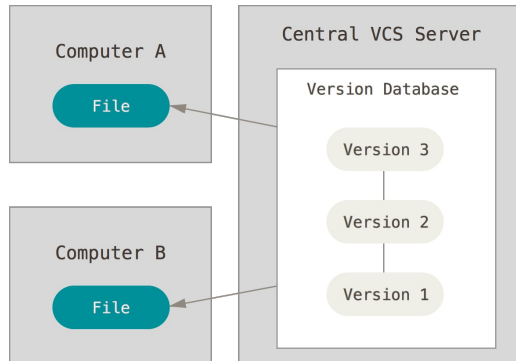 Computer A
File
Computer B
File
Central VCS Server
Version Database
Version 3
Version 2
Version 1